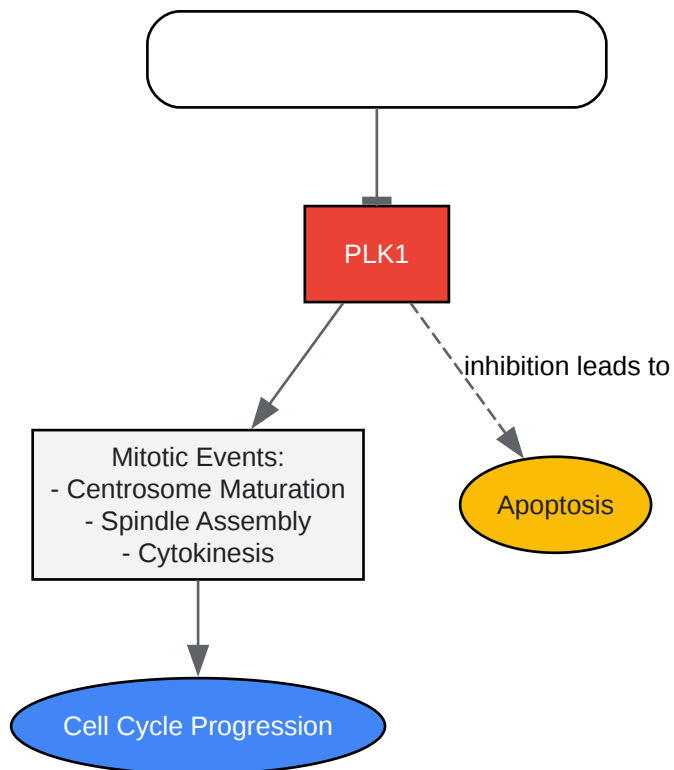 PLK1
inhibition leads to
Mitotic Events:
- Centrosome Maturation
- Spindle Assembly
- Cytokinesis
Apoptosis
Cell Cycle Progression